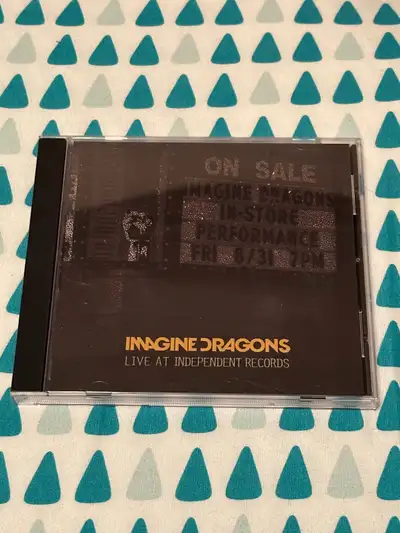 ON SALE
IMAGINE DRAGONS
IN-STORE
PERFORMANCE
FRI 8/31 7PM
IMAGINE DRAGONS
LIVE AT INDEPENDENT RECORDS